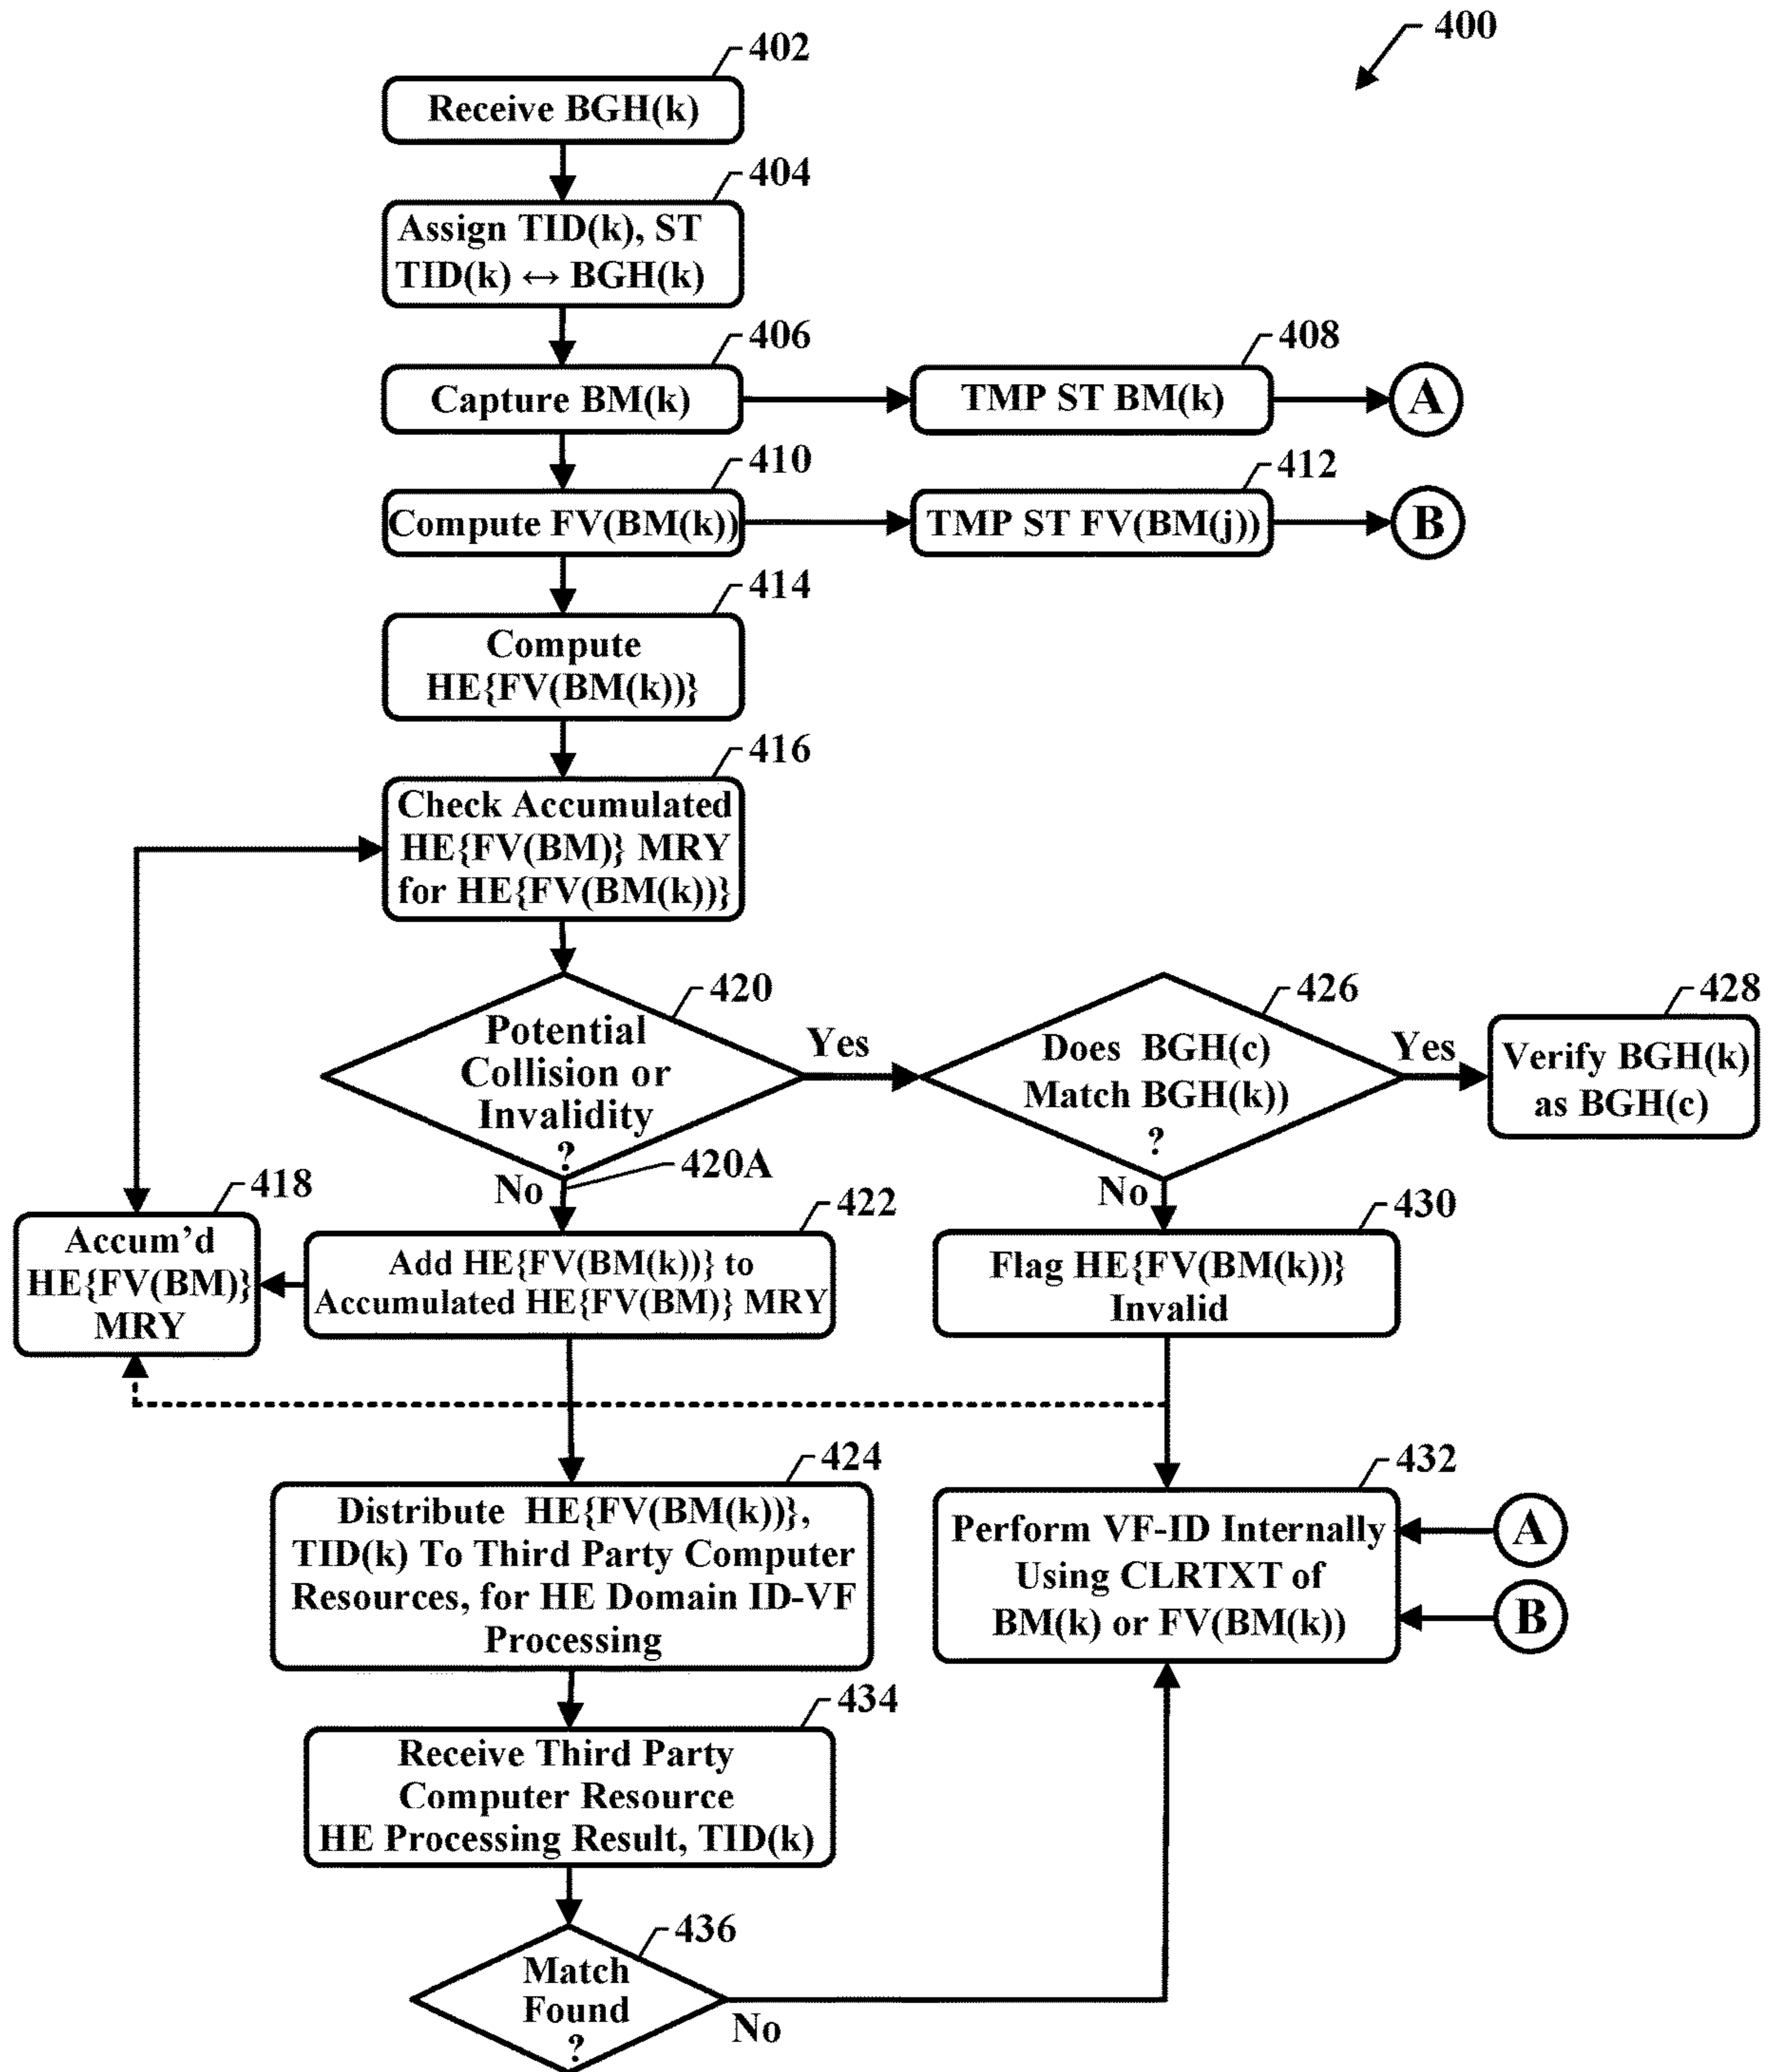 400
402
Receive BGH(k)
404
Assign TID(k), ST
TID(k) ↔ BGH(k)
406
Capture BM(k)
408
TMP ST BM(k)
A
410
Compute FV(BM(k))
412
TMP ST FV(BM(j))
B
414
Compute
HE{FV(BM(k))}
416
Check Accumulated
HE{FV(BM)} MRY
for HE{FV(BM(k))}
420
Potential
Collision or
Invalidity
?
Yes
426
Does BGH(c)
Match BGH(k))
?
Yes
428
Verify BGH(k)
as BGH(c)
No
420A
No
418
Accum'd
HE{FV(BM)}
MRY
422
Add HE{FV(BM(k))} to
Accumulated HE{FV(BM)} MRY
430
Flag HE{FV(BM(k))}
Invalid
424
Distribute HE{FV(BM(k))},
TID(k) To Third Party Computer
Resources, for HE Domain ID-VF
Processing
432
Perform VF-ID Internally
Using CLRTXT of
BM(k) or FV(BM(k))
A
B
434
Receive Third Party
Computer Resource
HE Processing Result, TID(k)
436
Match
Found
?
No